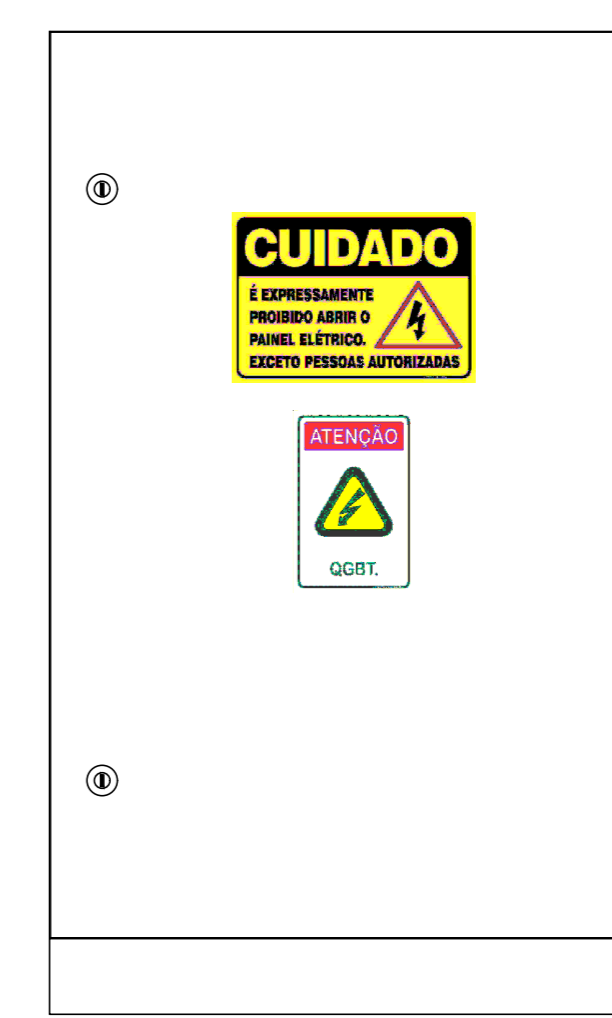 CUIDADO
É EXPRESSAMENTE
PROIBIDO ABRIR O
PAINEL ELÉTRICO.
EXCETO PESSOAS AUTORIZADAS
ATENÇÃO
QGBT.